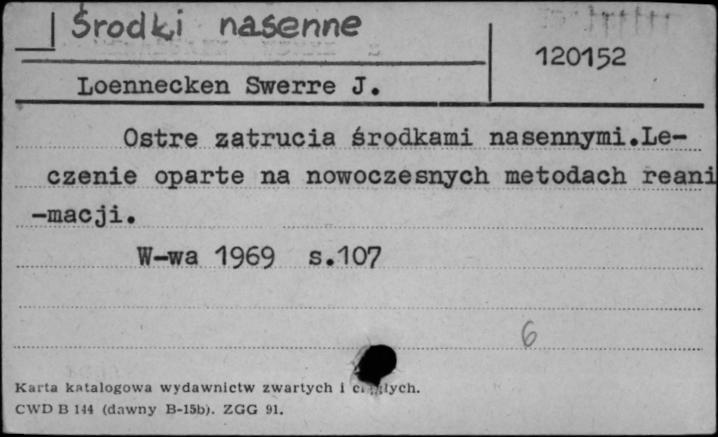 Środki nasenne
120152
Loennecken Swerre J.
Ostre zatrucia środkami nasennymi.Le-
czenie oparte na nowoczesnych metodach reani
-macji.
W-wa 1969 s.107
6
Karta katalogowa wydawnictw zwartych i
CWD B 144 (dawny B-15b). ZGG 91.